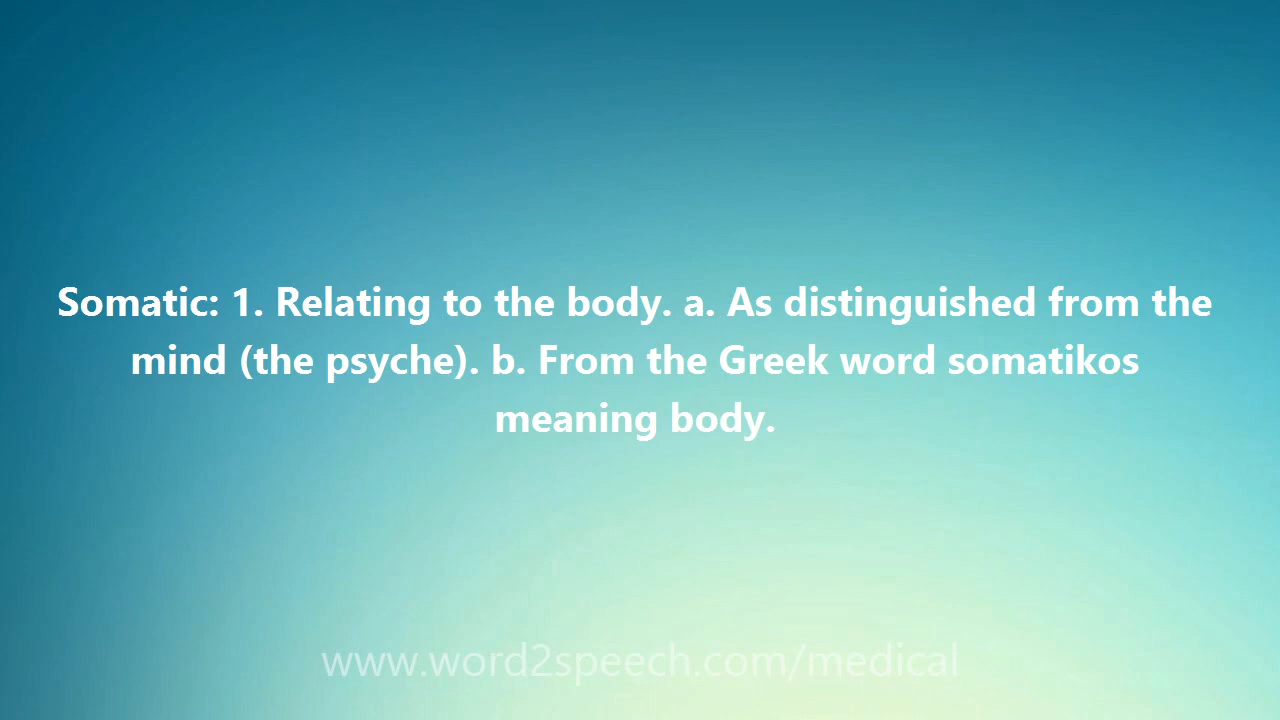 Somatic: 1. Relating to the body. a. As distinguished from the
mind (the psyche). b. From the Greek word somatikos
meaning body.
www.word2speech.com/medical